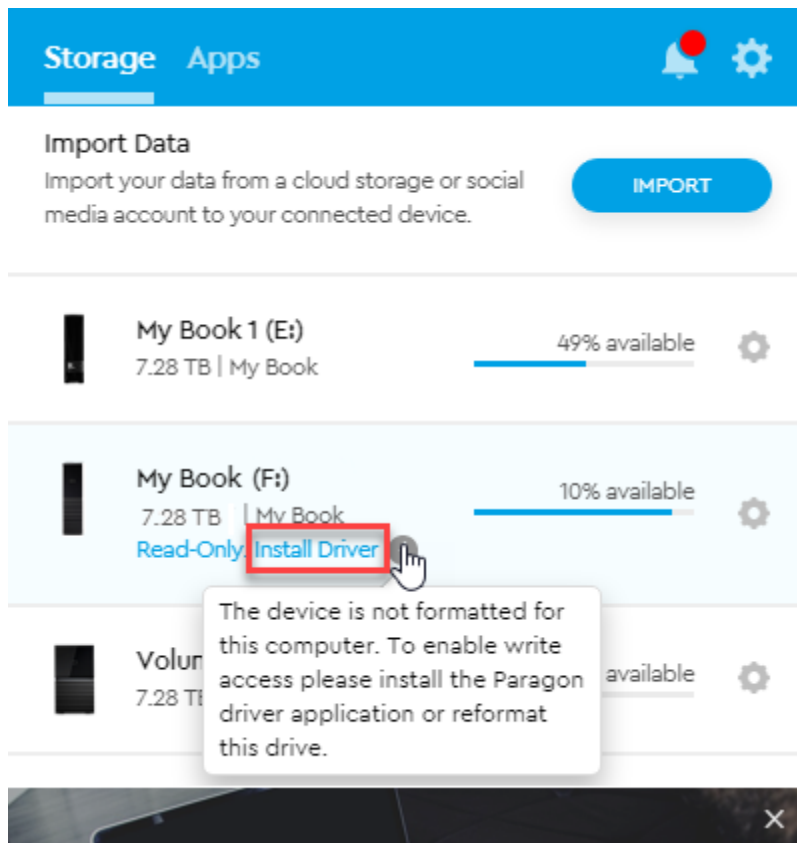 Storage Apps
Import Data
Import your data from a cloud storage or social
media account to your connected device.
IMPORT
My Book 1 (E:)
49% available
7.28 TB | My Book
My Book (F:)
10% available
7.28 TB | My Book
Read-Only. Install Driver
The device is not formatted for
this computer. To enable write
access please install the Paragon
driver application or reformat
this drive.
available
7.28